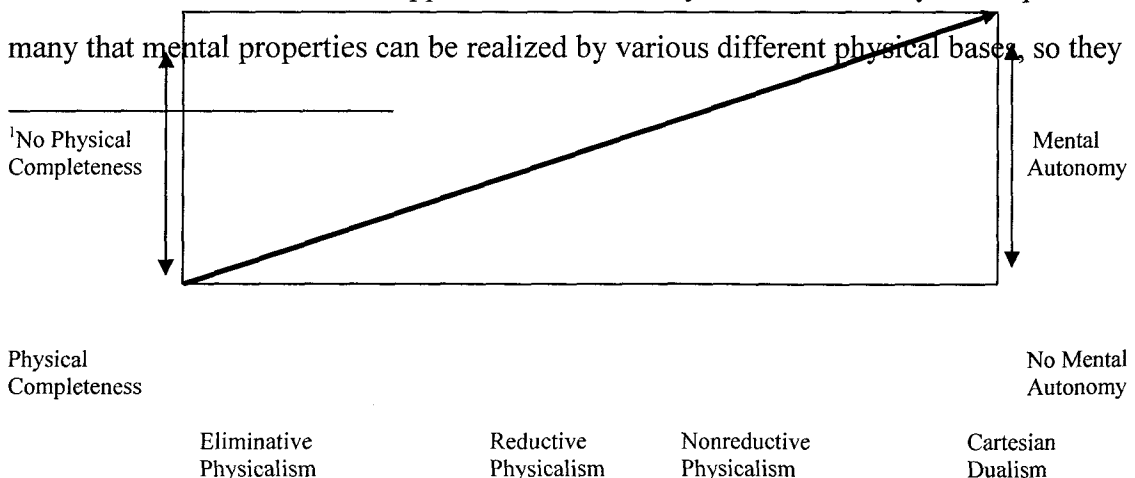 many that mental properties can be realized by various different physical bases, so they
¹No Physical
Completeness
Mental
Autonomy
Physical
Completeness
No Mental
Autonomy
Eliminative
Physicalism
Reductive
Physicalism
Nonreductive
Physicalism
Cartesian
Dualism